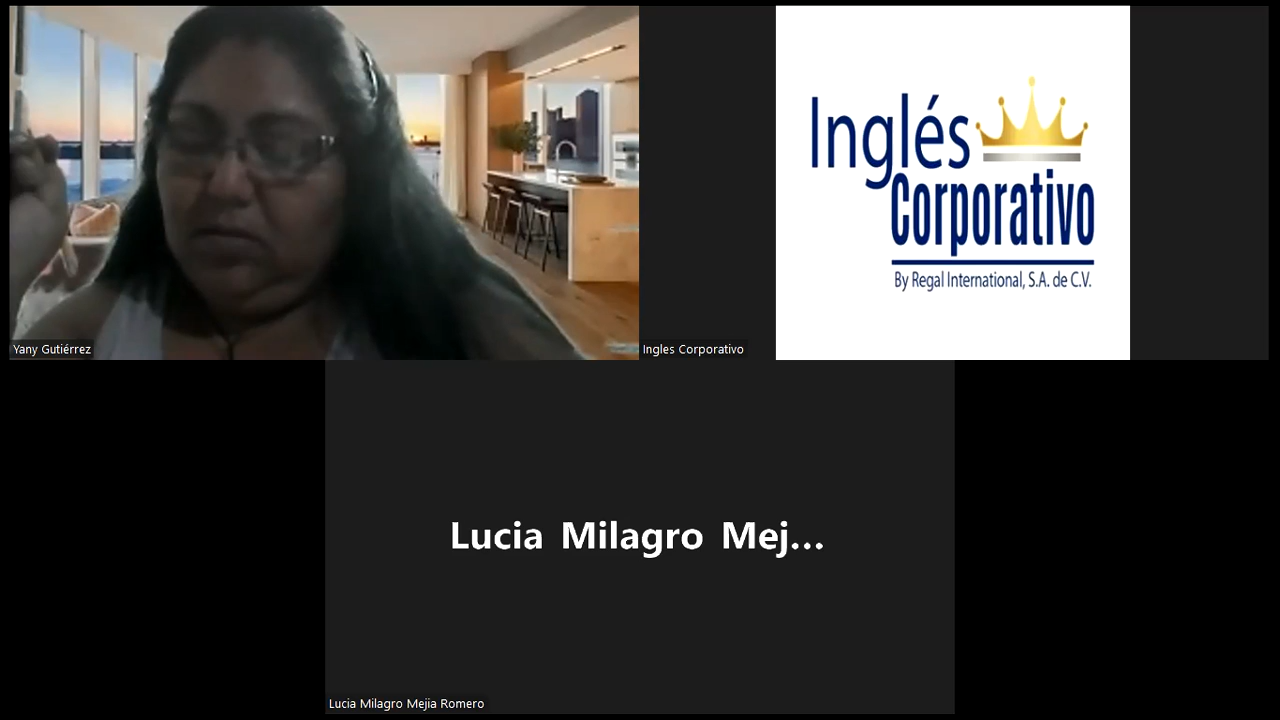 Yany Gutiérrez
Inglés
Corporativo
By Regal International, S.A. de C.V.
Ingles Corporativo
Lucia Milagro Mej...
Lucia Milagro Mejia Romero